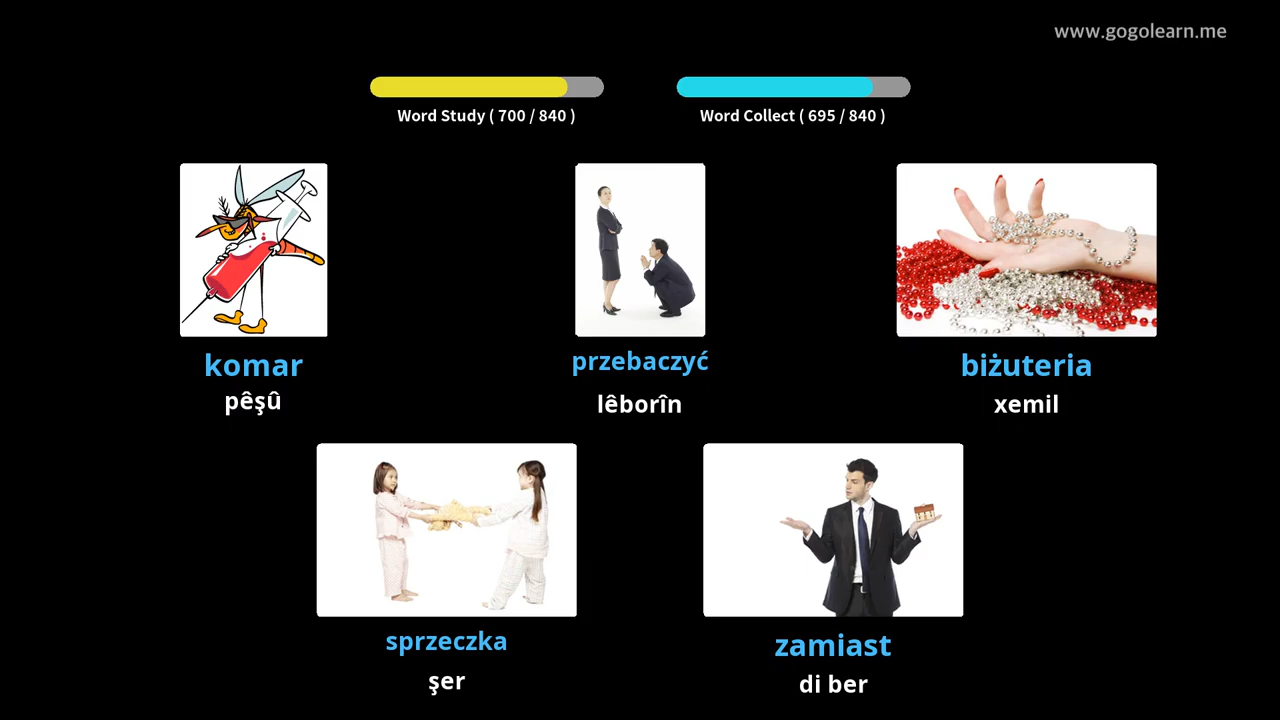 www.gogolearn.me
Word Study ( 700 / 840 )
Word Collect ( 695 / 840 )
komar
pêşû
przebaczyć
lêborîn
biżuteria
xemil
sprzeczka
şer
zamiast
di ber